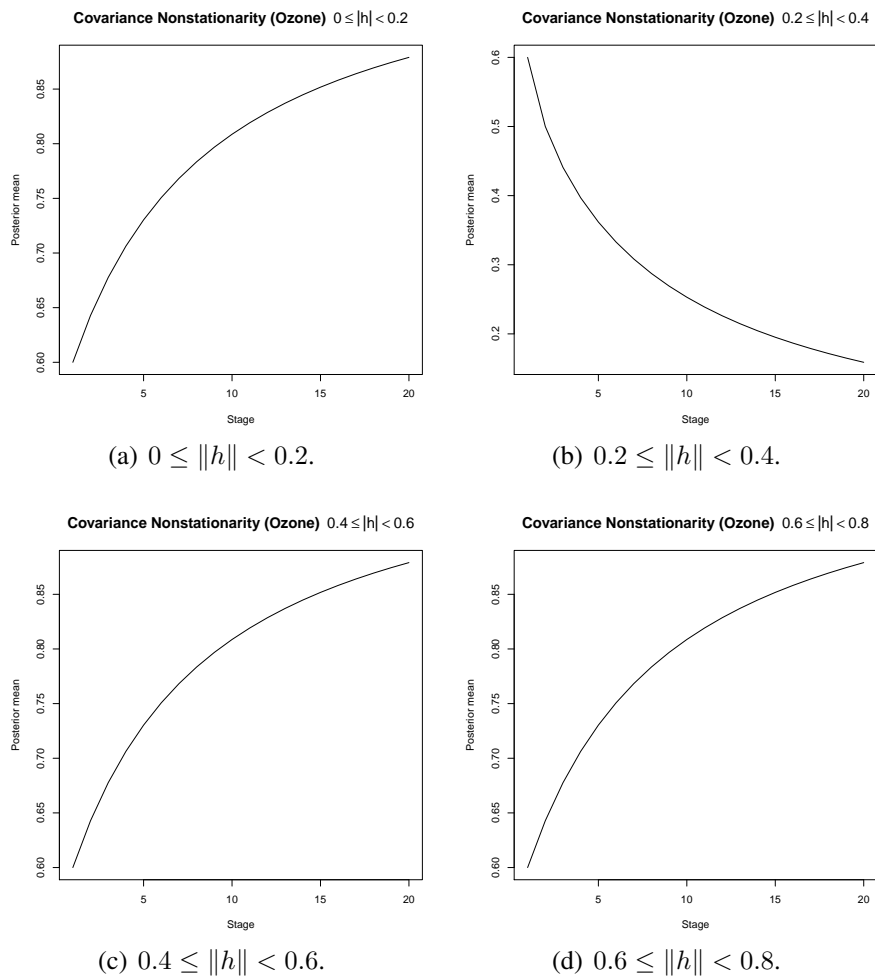 Covariance Nonstationarity (Ozone) 0 ≤ |h| < 0.2
Posterior mean
0.60 0.65 0.70 0.75 0.80 0.85
5 10 15 20
Stage
(a) 0 ≤ ‖h‖ < 0.2.
Covariance Nonstationarity (Ozone) 0.2 ≤ |h| < 0.4
Posterior mean
0.2 0.3 0.4 0.5 0.6
5 10 15 20
Stage
(b) 0.2 ≤ ‖h‖ < 0.4.
Covariance Nonstationarity (Ozone) 0.4 ≤ |h| < 0.6
Posterior mean
0.60 0.65 0.70 0.75 0.80 0.85
5 10 15 20
Stage
(c) 0.4 ≤ ‖h‖ < 0.6.
Covariance Nonstationarity (Ozone) 0.6 ≤ |h| < 0.8
Posterior mean
0.60 0.65 0.70 0.75 0.80 0.85
5 10 15 20
Stage
(d) 0.6 ≤ ‖h‖ < 0.8.